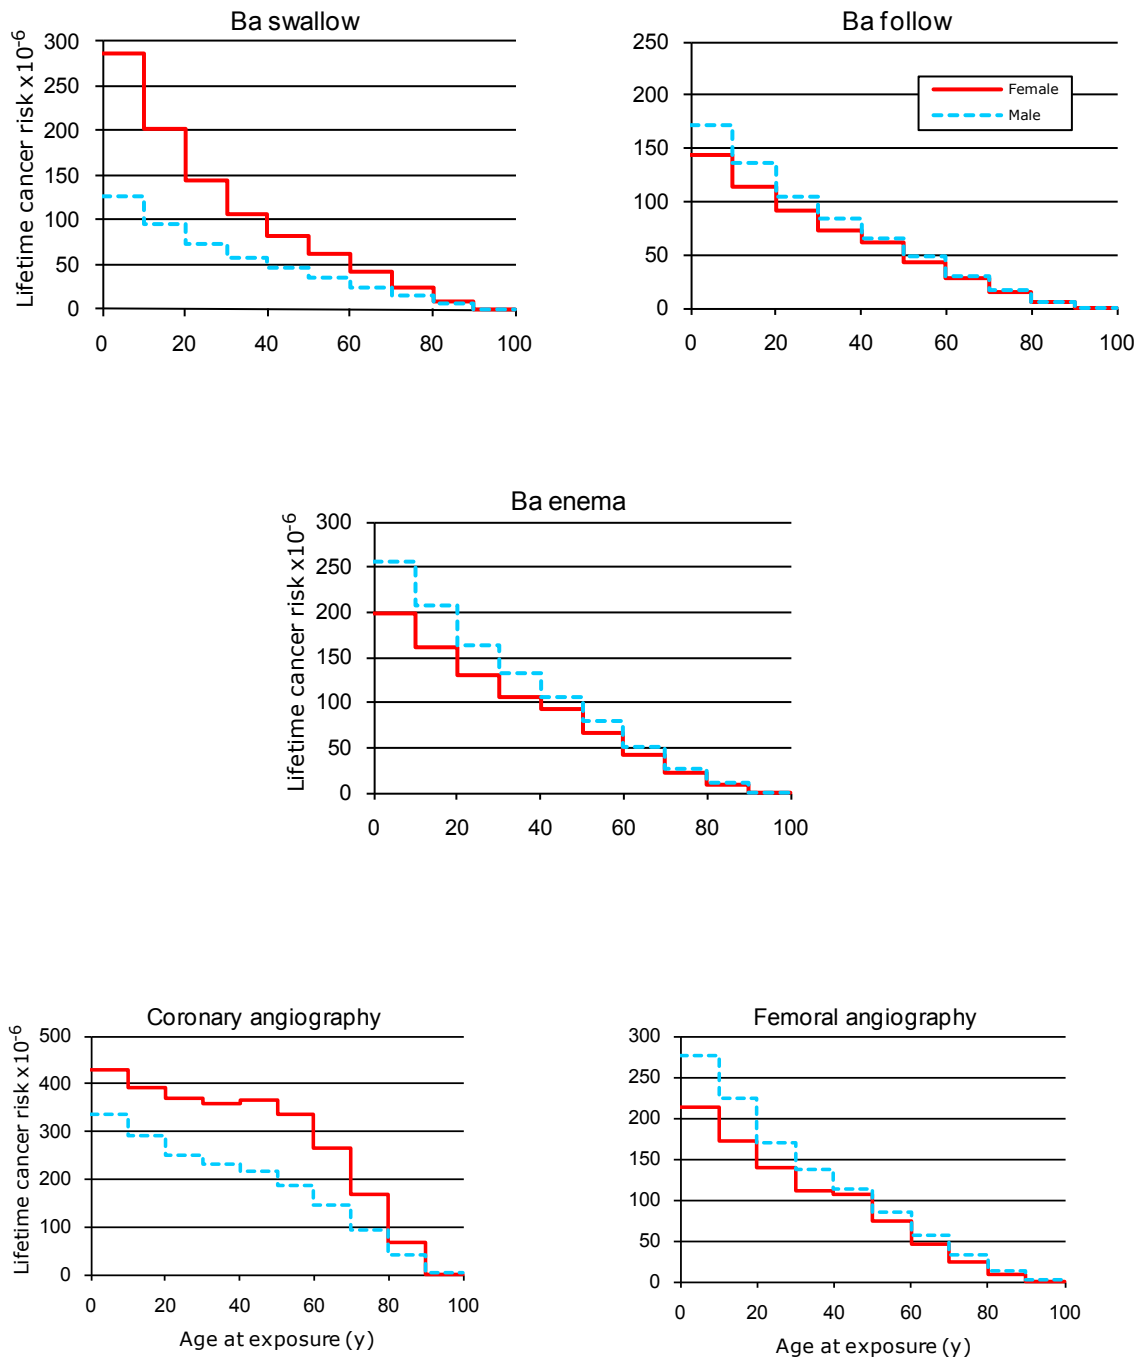 Ba swallow
Lifetime cancer risk x10-6
300
250
200
150
100
50
0
0 20 40 60 80 100
Ba follow
250
200
150
100
50
0
Female
Male
0 20 40 60 80 100
Ba enema
Lifetime cancer risk x10-6
300
250
200
150
100
50
0
0 20 40 60 80 100
Coronary angiography
Lifetime cancer risk x10-6
500
400
300
200
100
0
0 20 40 60 80 100
Age at exposure (y)
Femoral angiography
300
250
200
150
100
50
0
0 20 40 60 80 100
Age at exposure (y)